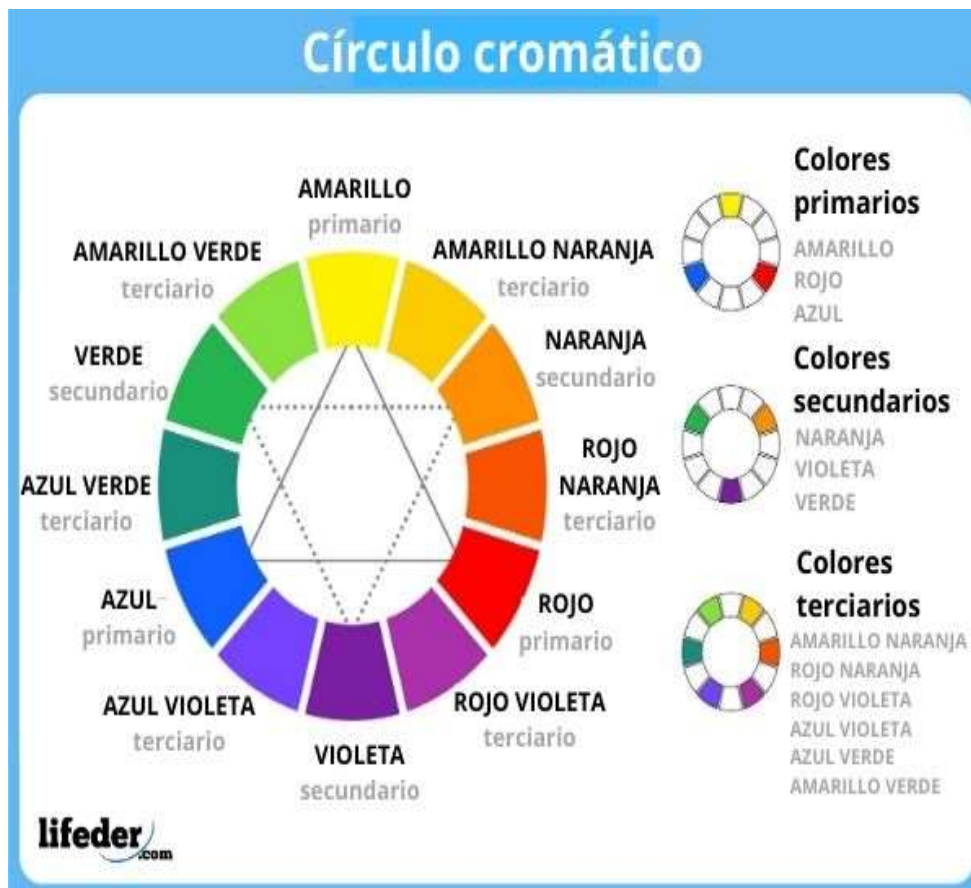 Círculo cromático
AMARILLO
primario
AMARILLO NARANJA
terciario
NARANJA
secundario
ROJO
NARANJA
terciario
ROJO
primario
ROJO VIOLETA
terciario
VIOLETA
secundario
AZUL VIOLETA
terciario
AZUL
primario
AZUL VERDE
terciario
VERDE
secundario
AMARILLO VERDE
terciario
Colores
primarios
AMARILLO
ROJO
AZUL
Colores
secundarios
NARANJA
VIOLETA
VERDE
Colores
terciarios
AMARILLO NARANJA
ROJO NARANJA
ROJO VIOLETA
AZUL VIOLETA
AZUL VERDE
AMARILLO VERDE
lifeder
.com